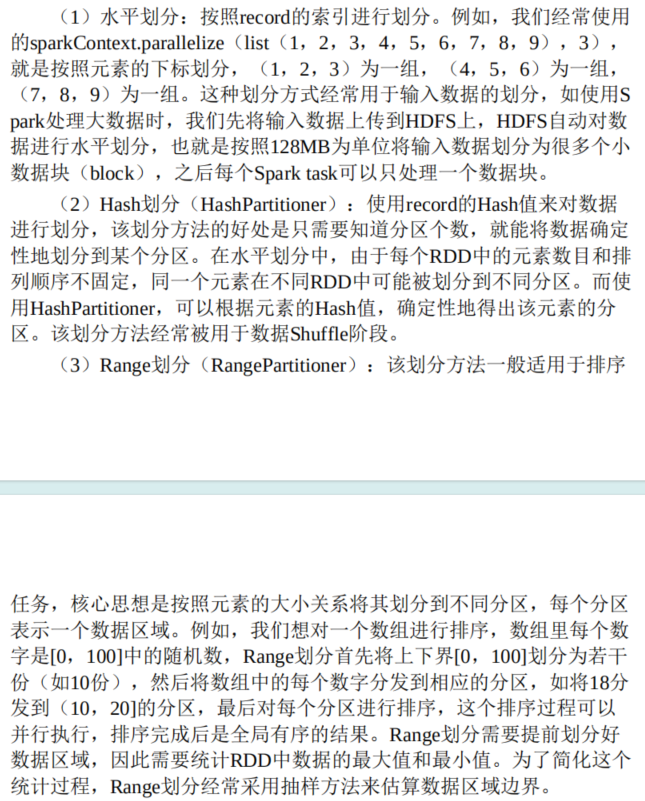 （1）水平划分：按照record的索引进行划分。例如，我们经常使用
的sparkContext.parallelize（list（1，2，3，4，5，6，7，8，9），3），
就是按照元素的下标划分，（1，2，3）为一组，（4，5，6）为一组，
（7，8，9）为一组。这种划分方式经常用于输入数据的划分，如使用S
park处理大数据时，我们先将输入数据上传到HDFS上，HDFS自动对数
据进行水平划分，也就是按照128MB为单位将输入数据划分为很多个小
数据块（block），之后每个Spark task可以只处理一个数据块。
（2）Hash划分（HashPartitioner）：使用record的Hash值来对数据
进行划分，该划分方法的好处是只需要知道分区个数，就能将数据确定
性地划分到某个分区。在水平划分中，由于每个RDD中的元素数目和排
列顺序不固定，同一个元素在不同RDD中可能被划分到不同分区。而使
用HashPartitioner，可以根据元素的Hash值，确定性地得出该元素的分
区。该划分方法经常被用于数据Shuffle阶段。
（3）Range划分（RangePartitioner）：该划分方法一般适用于排序
任务，核心思想是按照元素的大小关系将其划分到不同分区，每个分区
表示一个数据区域。例如，我们想对一个数组进行排序，数组里每个数
字是[0，100]中的随机数，Range划分首先将上下界[0，100]划分为若干
份（如10份），然后将数组中的每个数字分发到相应的分区，如将18分
发到（10，20]的分区，最后对每个分区进行排序，这个排序过程可以
并行执行，排序完成后是全局有序的结果。Range划分需要提前划分好
数据区域，因此需要统计RDD中数据的最大值和最小值。为了简化这个
统计过程，Range划分经常采用抽样方法来估算数据区域边界。